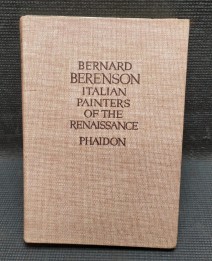 BERNARD
BERENSON
ITALIAN
PAINTERS
OF THE
RENAISSANCE
PHAIDON